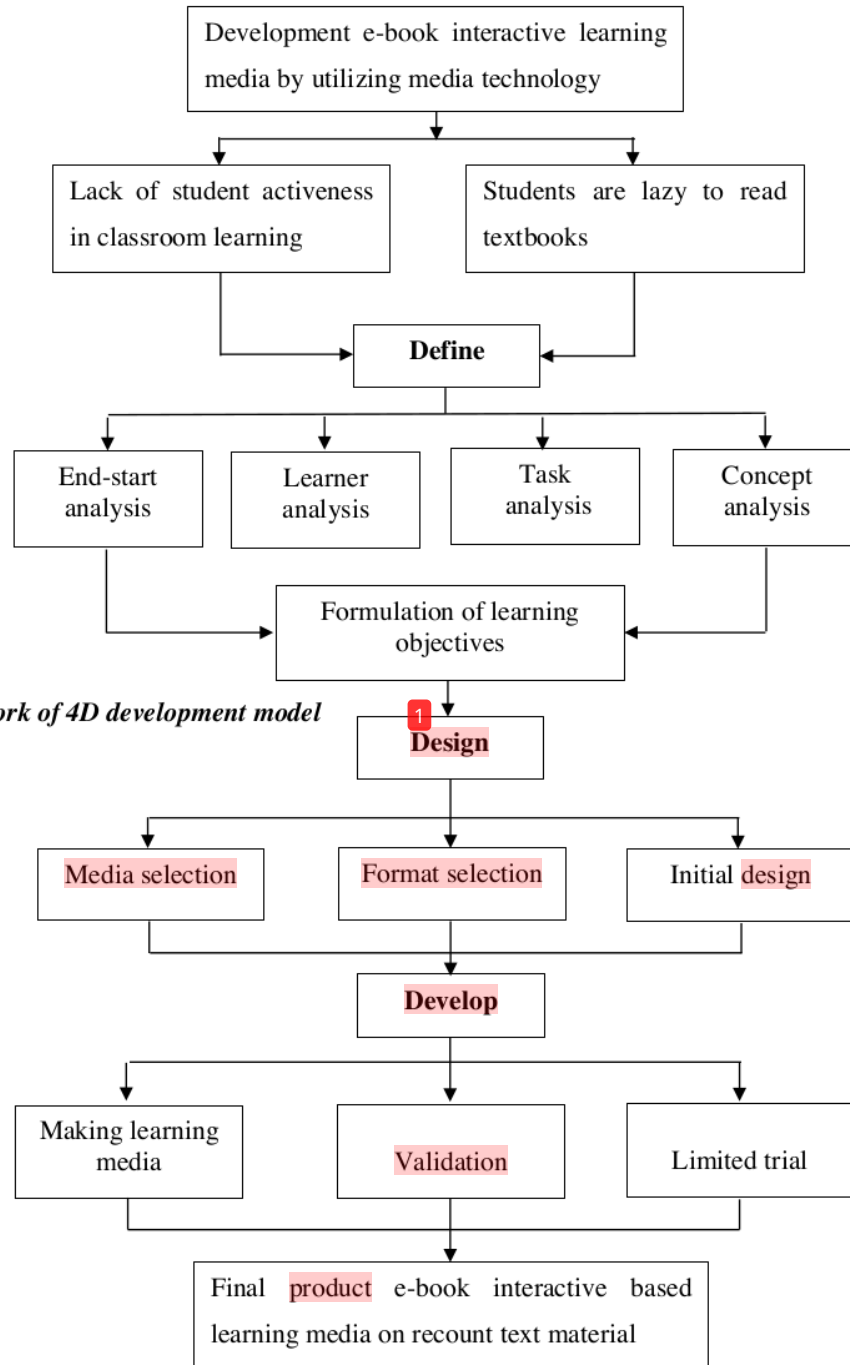 Development e-book interactive learning
media by utilizing media technology
Lack of student activeness
in classroom learning
Students are lazy to read
textbooks
Define
End-start
analysis
Learner
analysis
Task
analysis
Concept
analysis
Formulation of learning
objectives
of 4D development model
1
Design
Media selection
Format selection
Initial design
Develop
Making learning
media
Validation
Limited trial
Final product e-book interactive based
learning media on recount text material